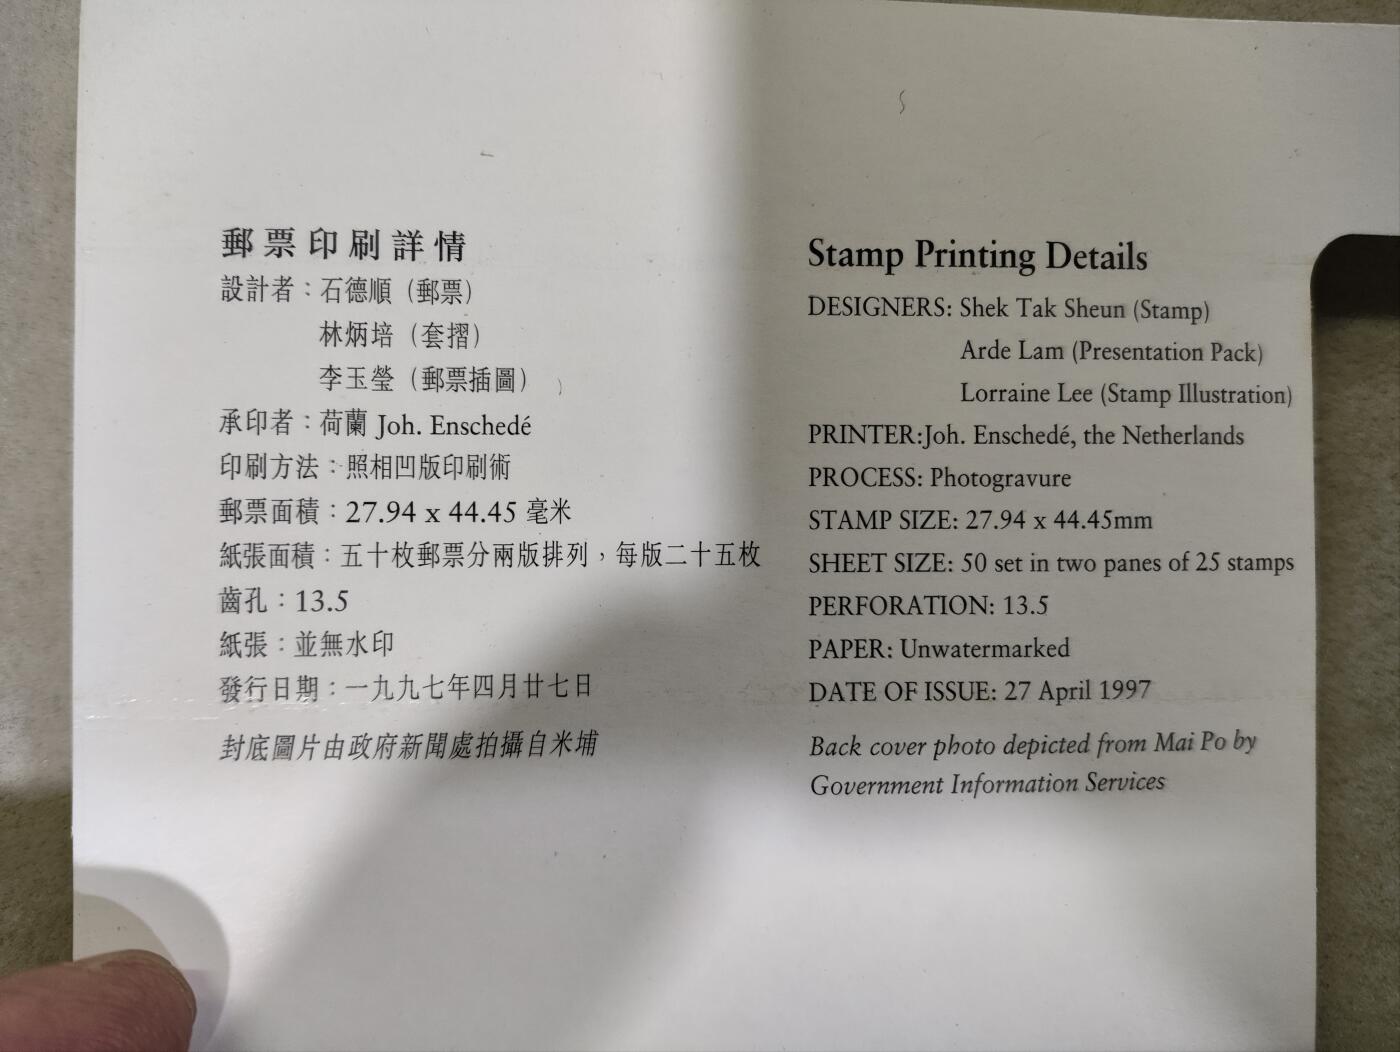 郵票印刷詳情
設計者：石德順（郵票）
林炳培（套摺）
李玉瑩（郵票插圖）
承印者：荷蘭 Joh. Enschedé
印刷方法：照相凹版印刷術
郵票面積：27.94 x 44.45 毫米
紙張面積：五十枚郵票分兩版排列，每版二十五枚
齒孔：13.5
紙張：並無水印
發行日期：一九九七年四月廿七日
封底圖片由政府新聞處拍攝自米埔
Stamp Printing Details
DESIGNERS: Shek Tak Sheun (Stamp)
Arde Lam (Presentation Pack)
Lorraine Lee (Stamp Illustration)
PRINTER:Joh. Enschedé, the Netherlands
PROCESS: Photogravure
STAMP SIZE: 27.94 x 44.45mm
SHEET SIZE: 50 set in two panes of 25 stamps
PERFORATION: 13.5
PAPER: Unwatermarked
DATE OF ISSUE: 27 April 1997
Back cover photo depicted from Mai Po by
Government Information Services